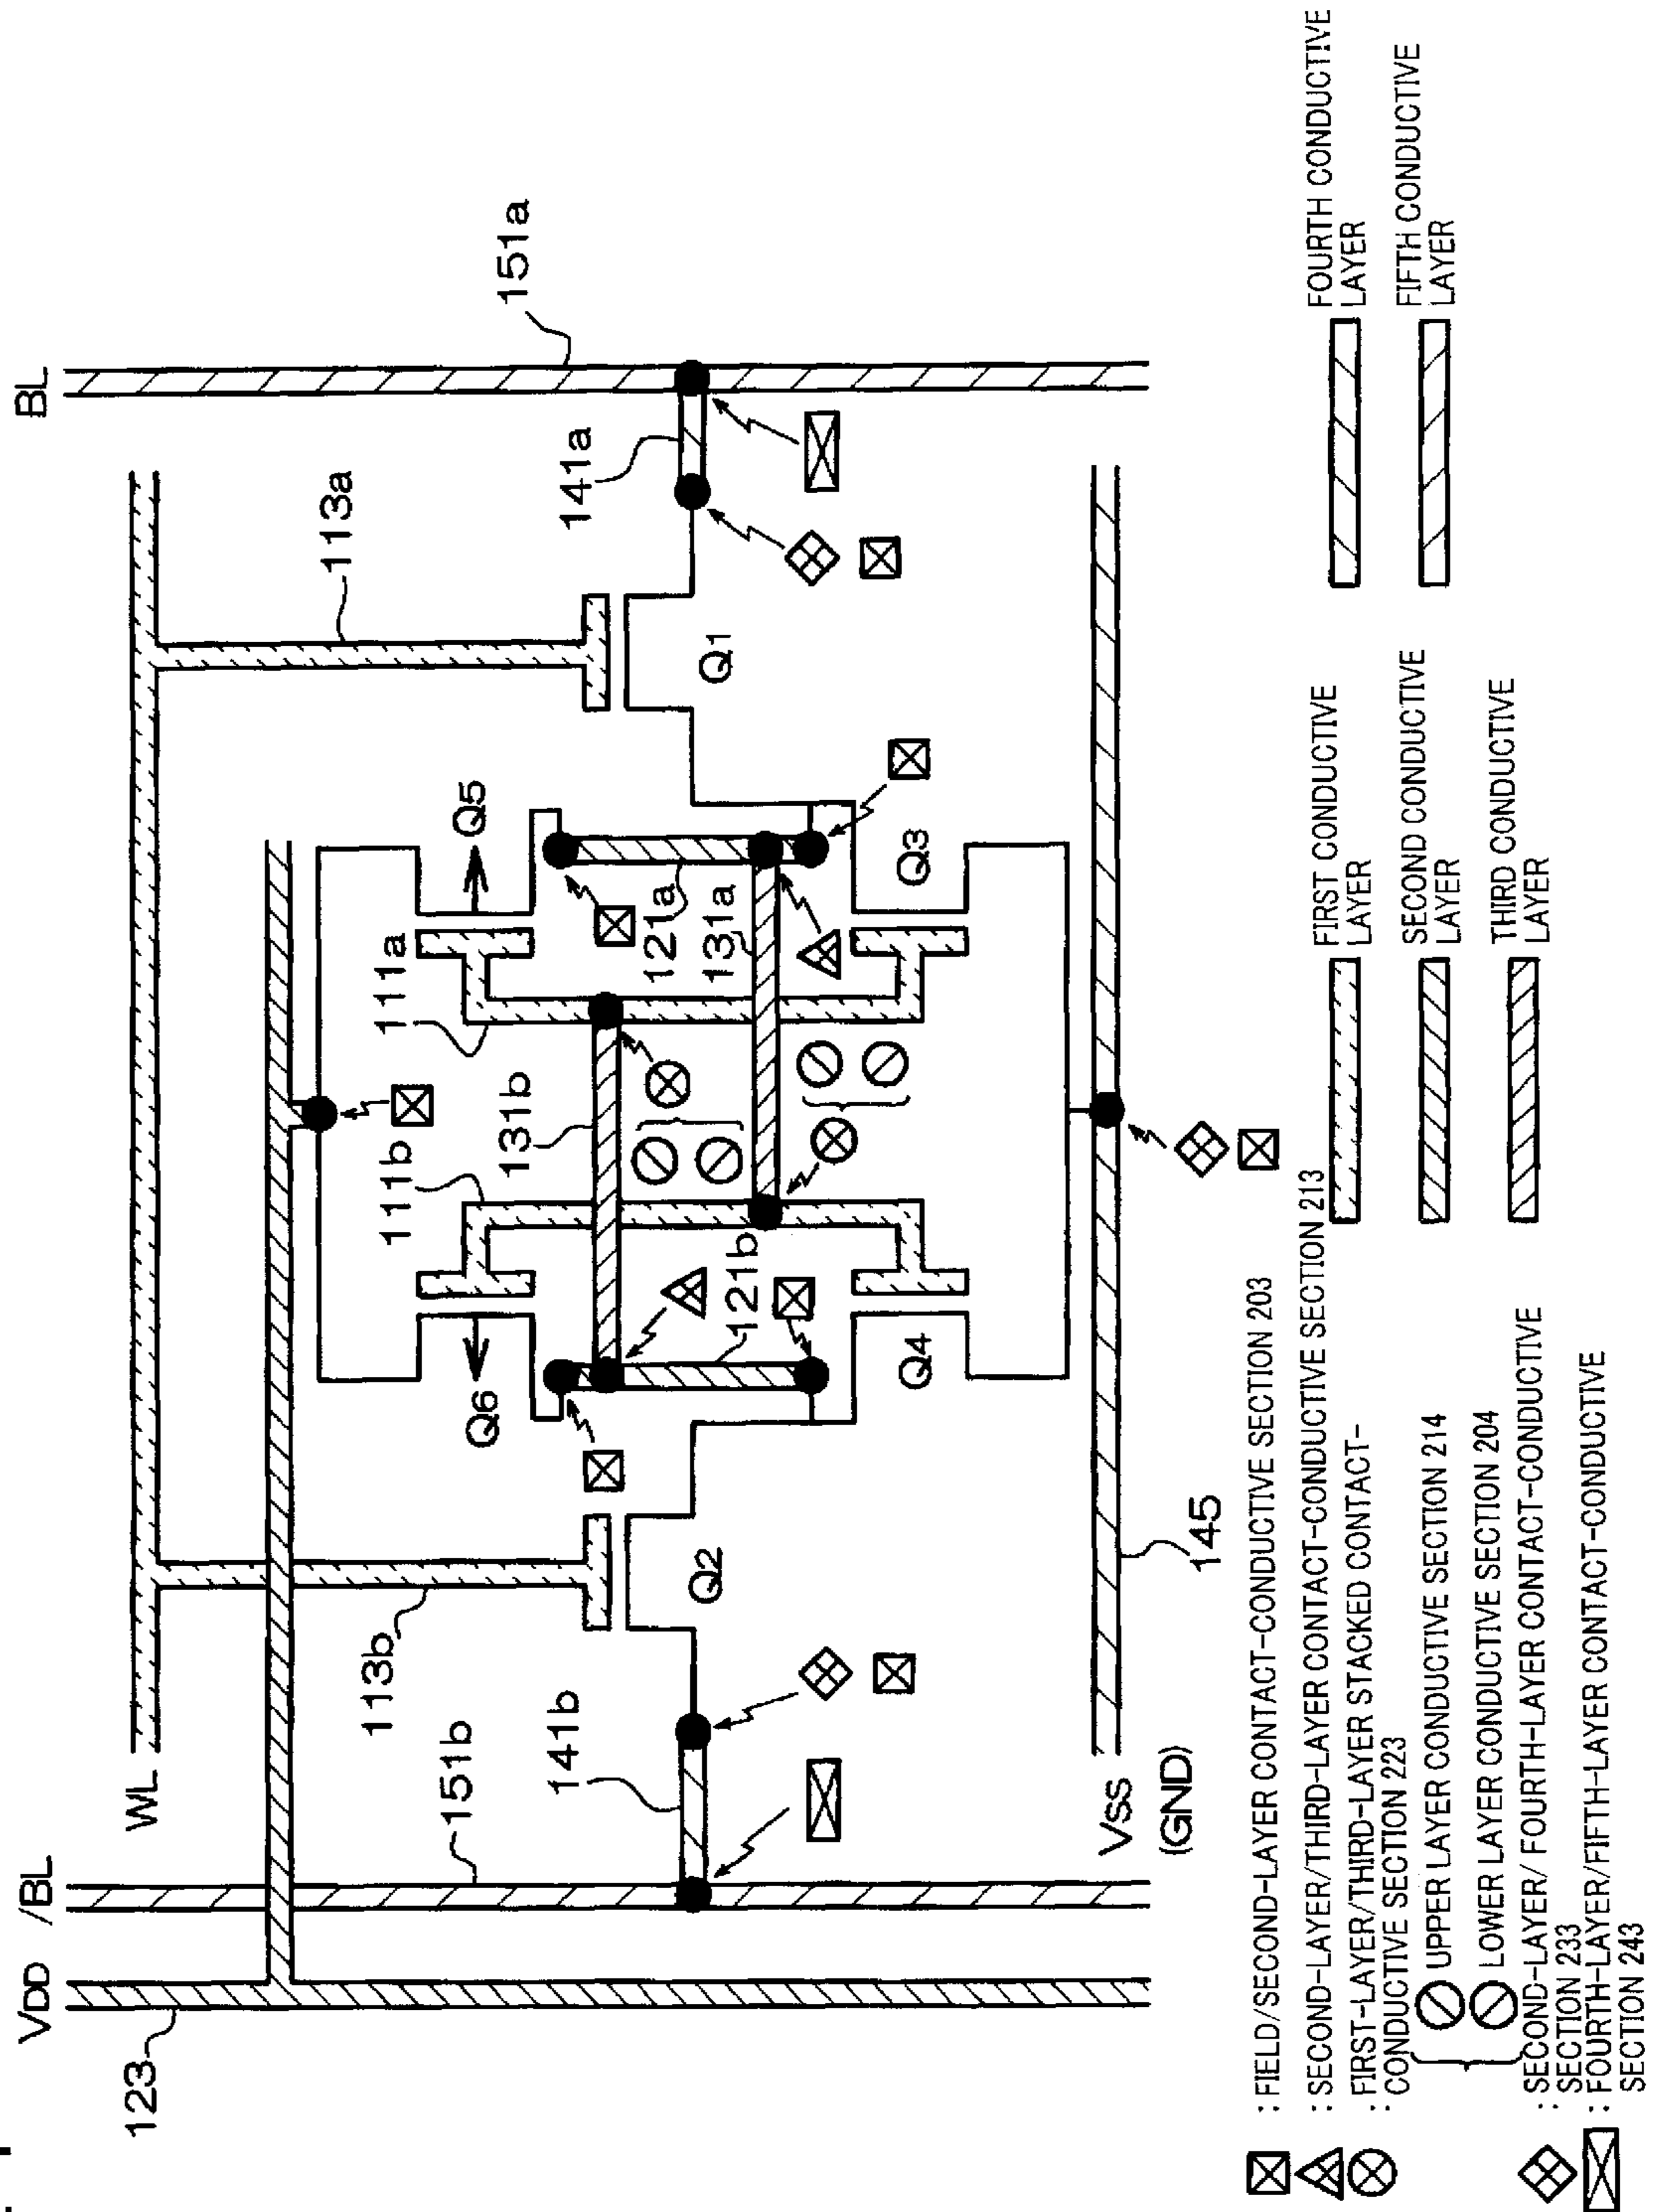 VDD
/BL
BL
123
WL
151b
113b
113a
151a
141b
141a
Q2
Q1
Q6
Q5
111b
111a
131b
121b
121a
131a
Q4
Q3
VSS
(GND)
145
: FIELD/SECOND-LAYER CONTACT-CONDUCTIVE SECTION 203
: SECOND-LAYER/THIRD-LAYER CONTACT-CONDUCTIVE SECTION 213
: FIRST-LAYER/THIRD-LAYER STACKED CONTACT-
: CONDUCTIVE SECTION 223
UPPER LAYER CONDUCTIVE SECTION 214
LOWER LAYER CONDUCTIVE SECTION 204
: SECOND-LAYER/ FOURTH-LAYER CONTACT-CONDUCTIVE
SECTION 233
: FOURTH-LAYER/FIFTH-LAYER CONTACT-CONDUCTIVE
SECTION 243
FIRST CONDUCTIVE
LAYER
SECOND CONDUCTIVE
LAYER
THIRD CONDUCTIVE
LAYER
FOURTH CONDUCTIVE
LAYER
FIFTH CONDUCTIVE
LAYER